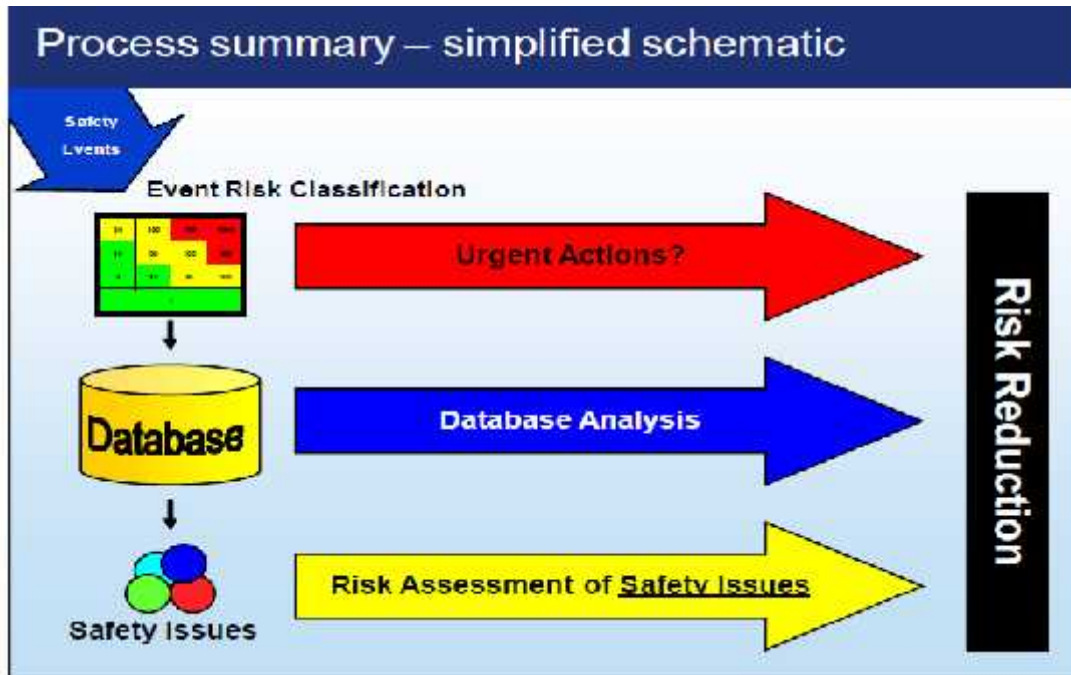 Process summary – simplified schematic
Safety
Events
Event Risk Classification
Urgent Actions?
Database
Database Analysis
Risk Assessment of Safety Issues
Safety Issues
Risk Reduction